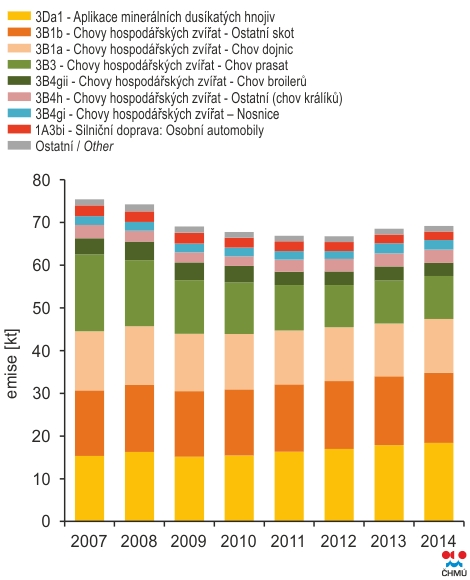 3Da1 - Aplikace minerálních dusíkatých hnojiv
3B1b - Chovy hospodářských zvířat - Ostatní skot
3B1a - Chovy hospodářských zvířat - Chov dojnic
3B3 - Chovy hospodářských zvířat - Chov prasat
3B4gii - Chovy hospodářských zvířat - Chov broilerů
3B4h - Chovy hospodářských zvířat - Ostatní (chov králíků)
3B4gi - Chovy hospodářských zvířat – Nosnice
1A3bi - Silniční doprava: Osobní automobily
Ostatní / Other
emise [kt]
80
70
60
50
40
30
20
10
0
2007 2008 2009 2010 2011 2012 2013 2014
ČHMÚ